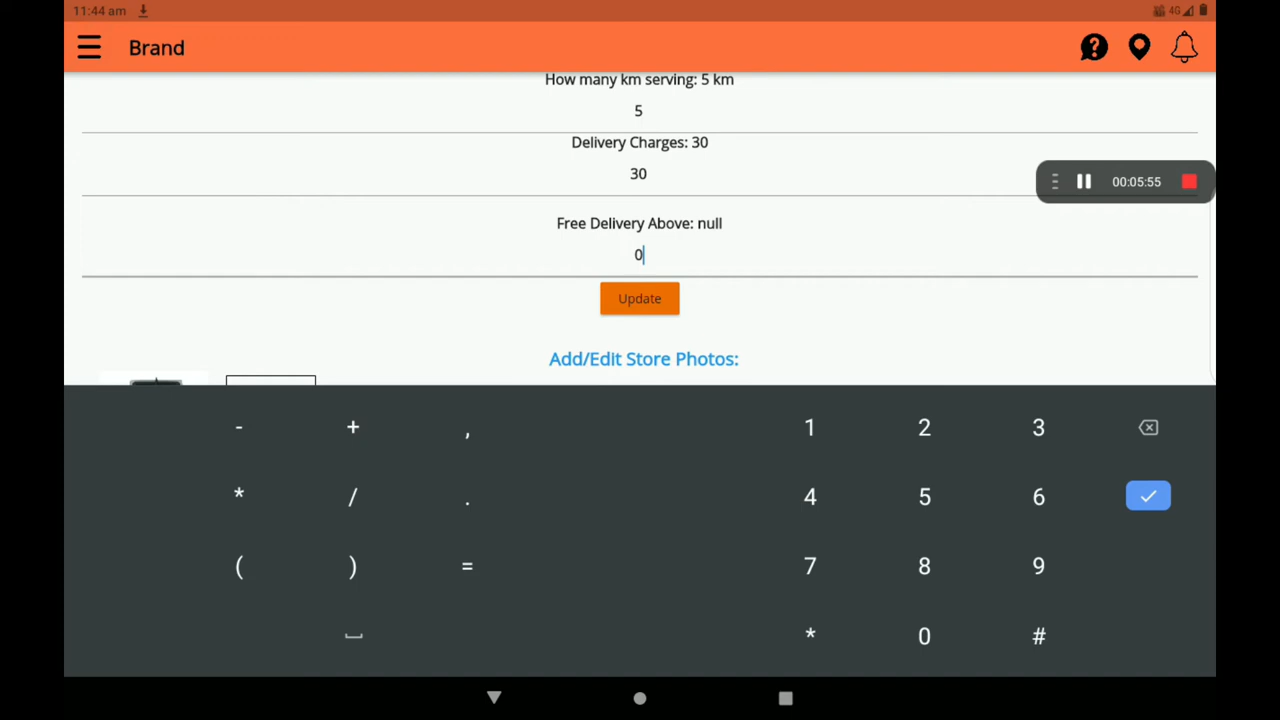 11:44 am
4G
Brand
How many km serving: 5 km
5
Delivery Charges: 30
30
00:05:55
Free Delivery Above: null
0
Update
Add/Edit Store Photos:
- + , 1 2 3
* / . 4 5 6
( ) = 7 8 9
* 0 #